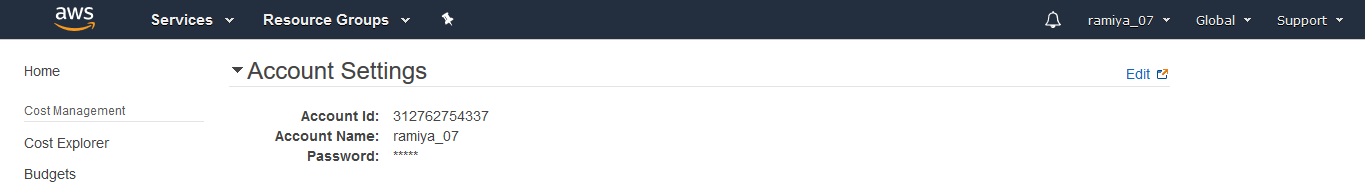 aws Services Resource Groups ramiya_07 Global Support
Home
Account Settings
Edit
Cost Management
Account Id: 312762754337
Cost Explorer
Account Name: ramiya_07
Password: *****
Budgets